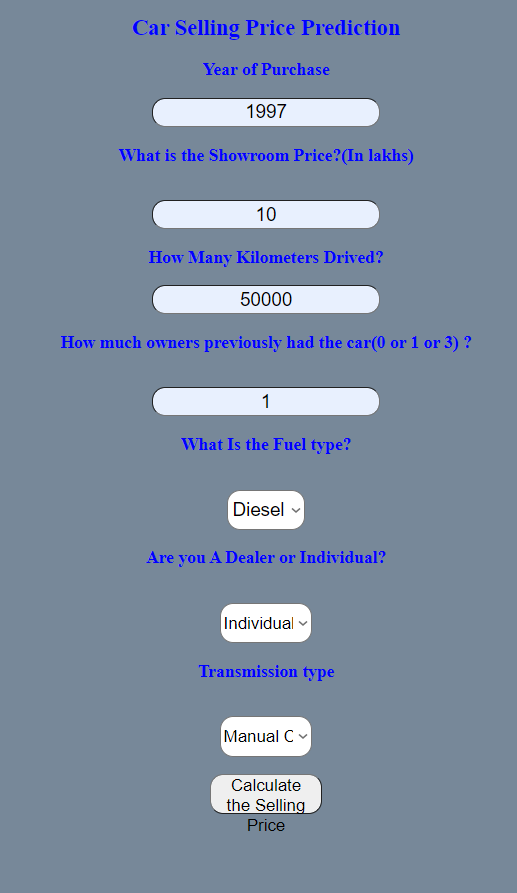 Car Selling Price Prediction
Year of Purchase
1997
What is the Showroom Price?(In lakhs)
10
How Many Kilometers Drived?
50000
How much owners previously had the car(0 or 1 or 3) ?
1
What Is the Fuel type?
Diesel
Are you A Dealer or Individual?
Individual
Transmission type
Manual C
Calculate
the Selling
Price